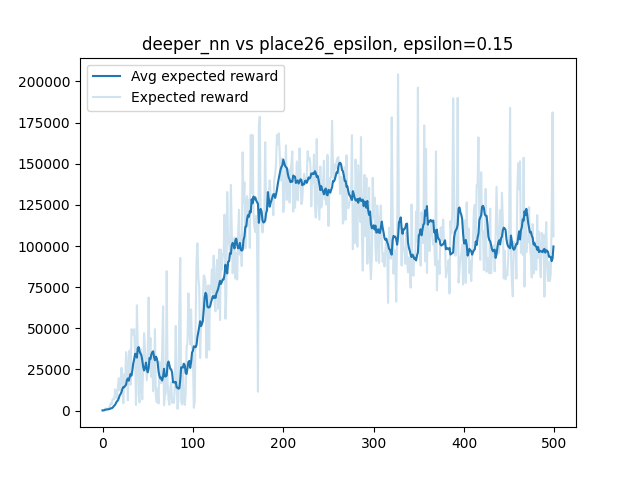 deeper_nn vs place26_epsilon, epsilon=0.15
Avg expected reward
Expected reward
200000
175000
150000
125000
100000
75000
50000
25000
0
0 100 200 300 400 500